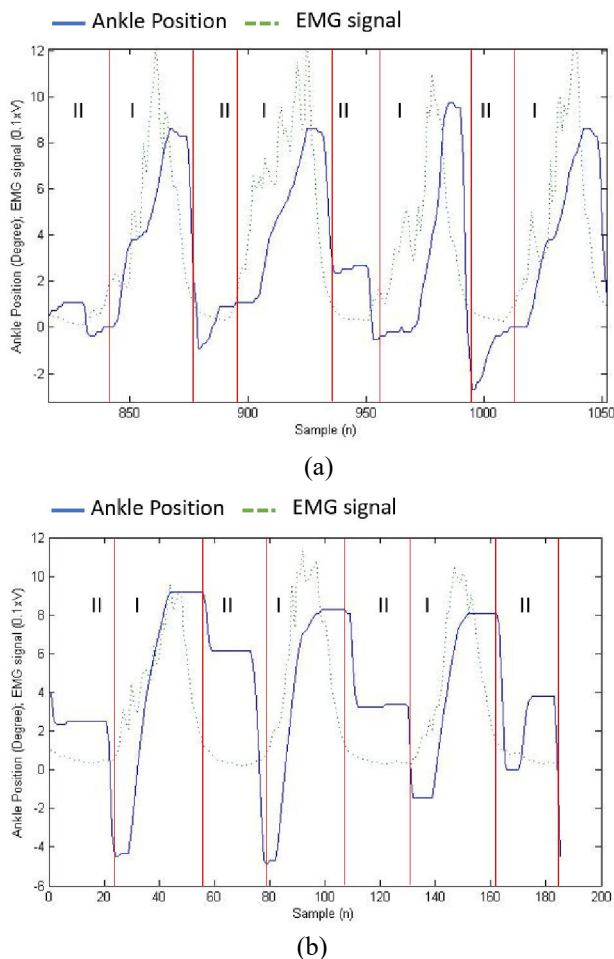 Ankle Position EMG signal
12
10
8
6
4
2
0
-2
Ankle Position (Degree); EMG signal (0.1xV)
II I II I II I II I
850 900 950 1000 1050
Sample (n)
(a)
Ankle Position EMG signal
12
10
8
6
4
2
0
-2
-4
-6
Ankle Position (Degree); EMG signal (0.1xV)
II I II I II I II
0 20 40 60 80 100 120 140 160 180 200
Sample (n)
(b)